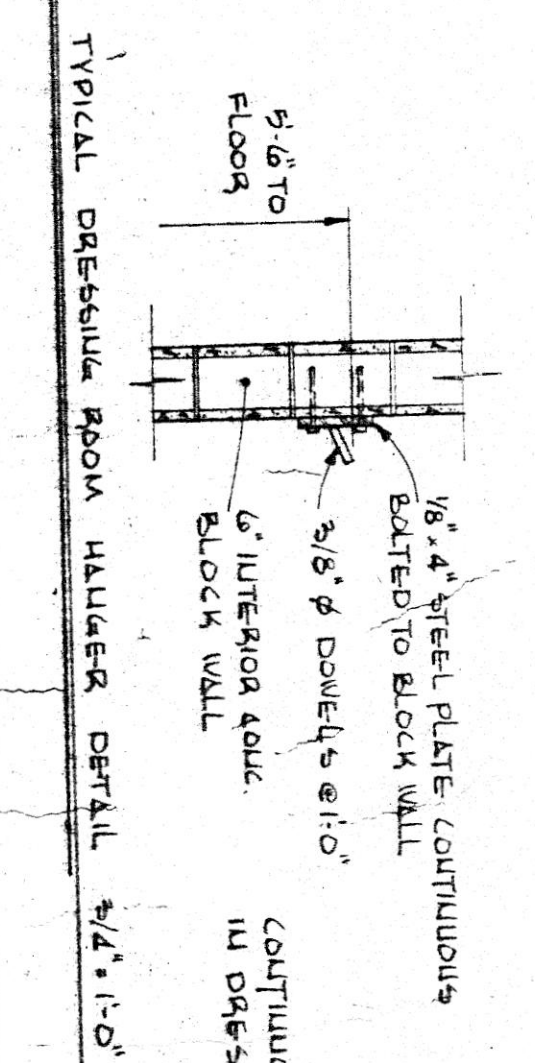 1/8" x 4" STEEL PLATE CONTINUOUS
BOLTED TO BLOCK WALL
3/8" ø DOWELS @ 1'-0"
6" INTERIOR CONC.
BLOCK WALL
5'-6" TO
FLOOR
CONTINU
IN DRES
TYPICAL DRESSING ROOM HANGER DETAIL 3/4" = 1'-0"